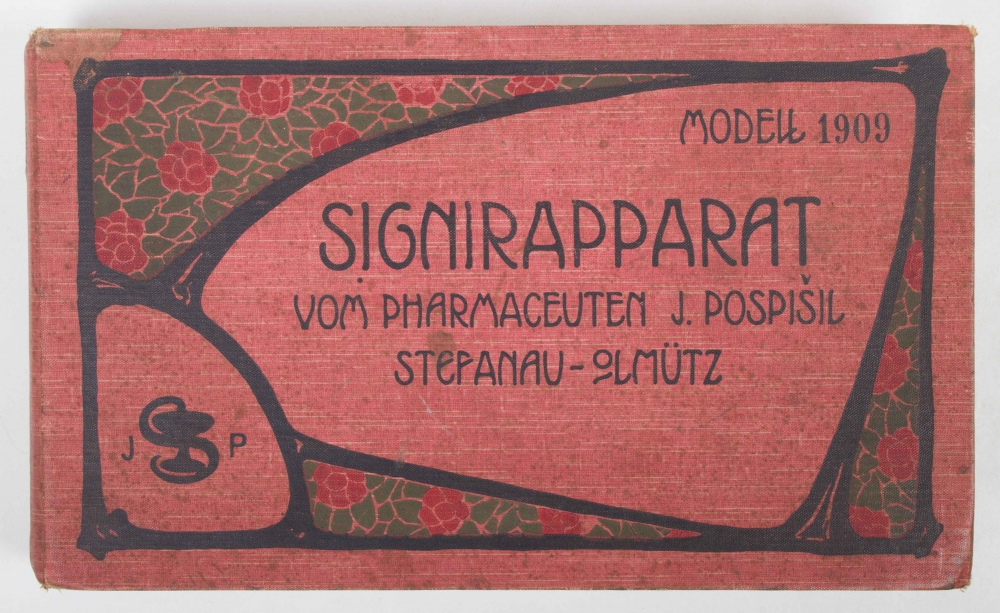 MODELL 1909
SIGNIRAPPARAT
VOM PHARMACEUTEN J. POSPIŠIL
STEFANAU - OLMÜTZ
J P